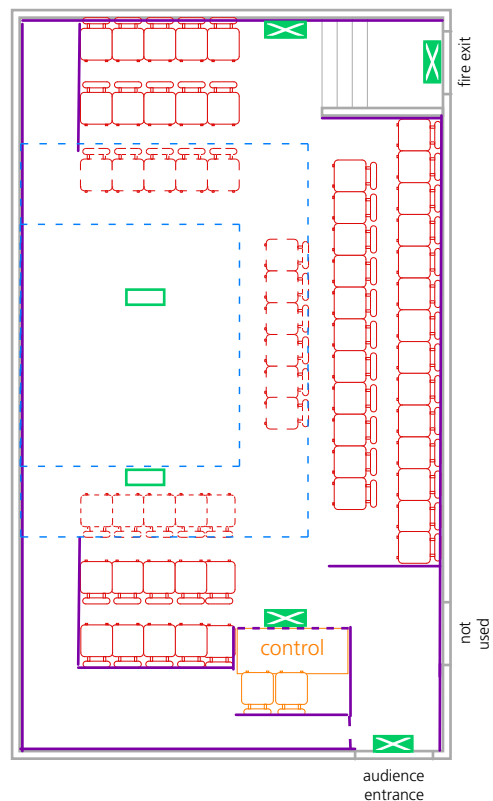 fire exit
control
not
used
audience
entrance